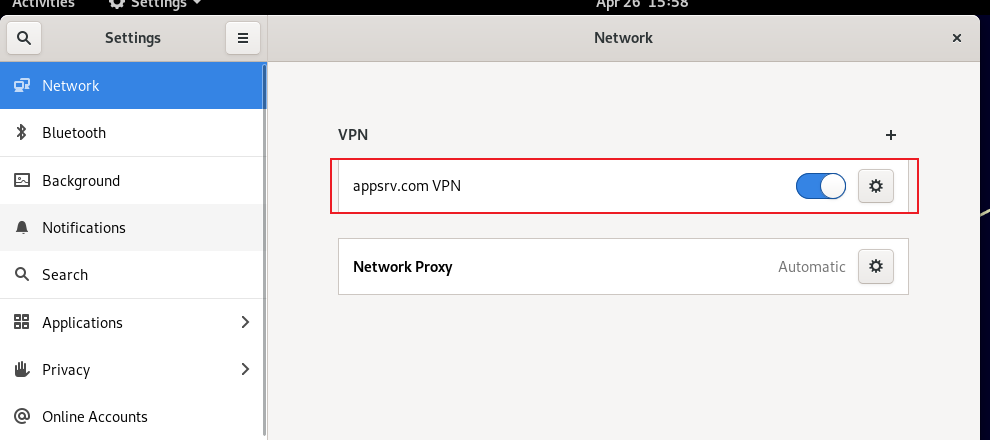 Activities Settings Apr 26 15:58
Settings Network
Network
Bluetooth
Background
Notifications
Search
Applications
Privacy
Online Accounts
VPN
appsrv.com VPN
Network Proxy Automatic